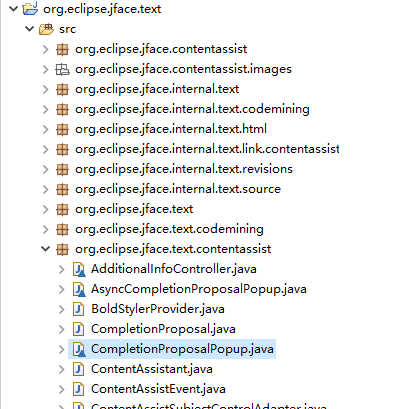 org.eclipse.jface.text
src
org.eclipse.jface.contentassist
org.eclipse.jface.contentassist.images
org.eclipse.jface.internal.text
org.eclipse.jface.internal.text.codemining
org.eclipse.jface.internal.text.html
org.eclipse.jface.internal.text.link.contentassist
org.eclipse.jface.internal.text.revisions
org.eclipse.jface.internal.text.source
org.eclipse.jface.text
org.eclipse.jface.text.codemining
org.eclipse.jface.text.contentassist
AdditionalInfoController.java
AsyncCompletionProposalPopup.java
BoldStylerProvider.java
CompletionProposal.java
CompletionProposalPopup.java
ContentAssistant.java
ContentAssistEvent.java
ContentAssistSubjectControlAdapter.java